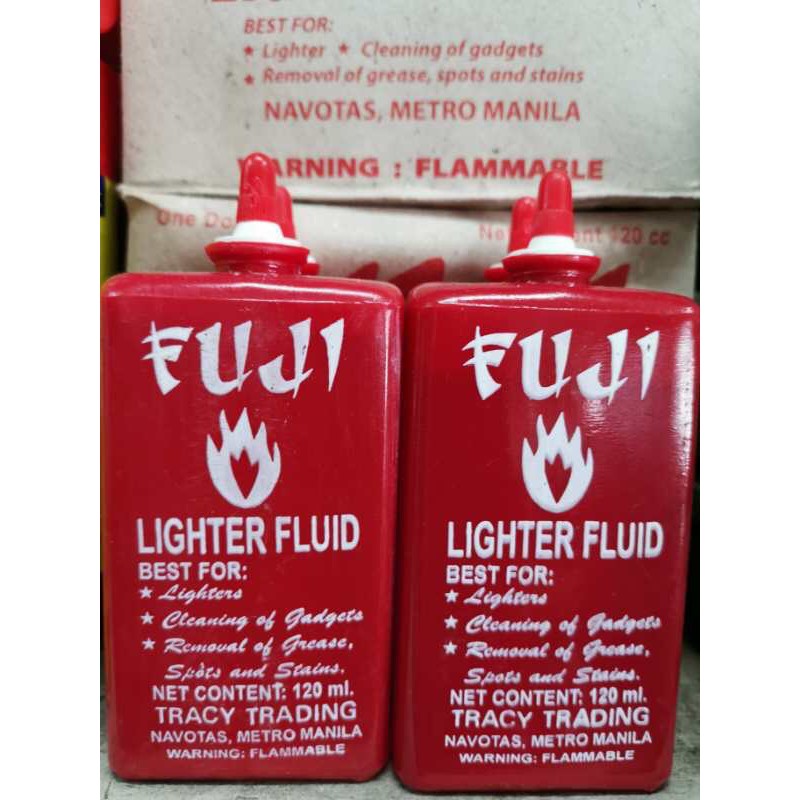 BEST FOR:
★ Lighter ★ Cleaning of gadgets
★ Removal of grease, spots and stains
NAVOTAS, METRO MANILA
WARNING : FLAMMABLE
One
120 cc
FUJI
LIGHTER FLUID
BEST FOR:
★ Lighters
★ Cleaning of Gadgets
★ Removal of Grease,
Spots and Stains.
NET CONTENT: 120 ml.
TRACY TRADING
NAVOTAS, METRO MANILA
WARNING: FLAMMABLE
FUJI
LIGHTER FLUID
BEST FOR:
★ Lighters
★ Cleaning of Gadgets
★ Removal of Grease,
Spots and Stains.
NET CONTENT: 120 ml.
TRACY TRADING
NAVOTAS, METRO MANILA
WARNING: FLAMMABLE